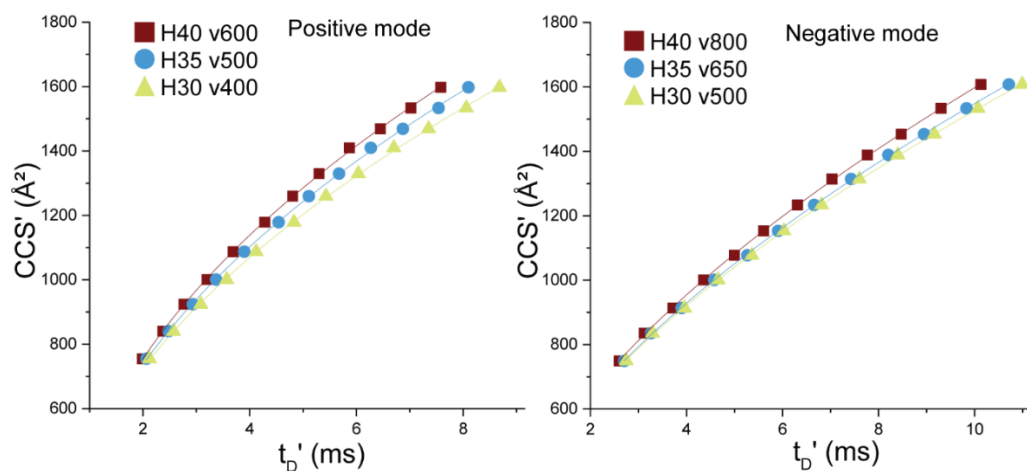 Positive mode
H40 v600
H35 v500
H30 v400
CCS' (Å²)
1800
1600
1400
1200
1000
800
600
2 4 6 8
t_D' (ms)
Negative mode
H40 v800
H35 v650
H30 v500
CCS' (Å²)
1800
1600
1400
1200
1000
800
600
2 4 6 8 10
t_D' (ms)